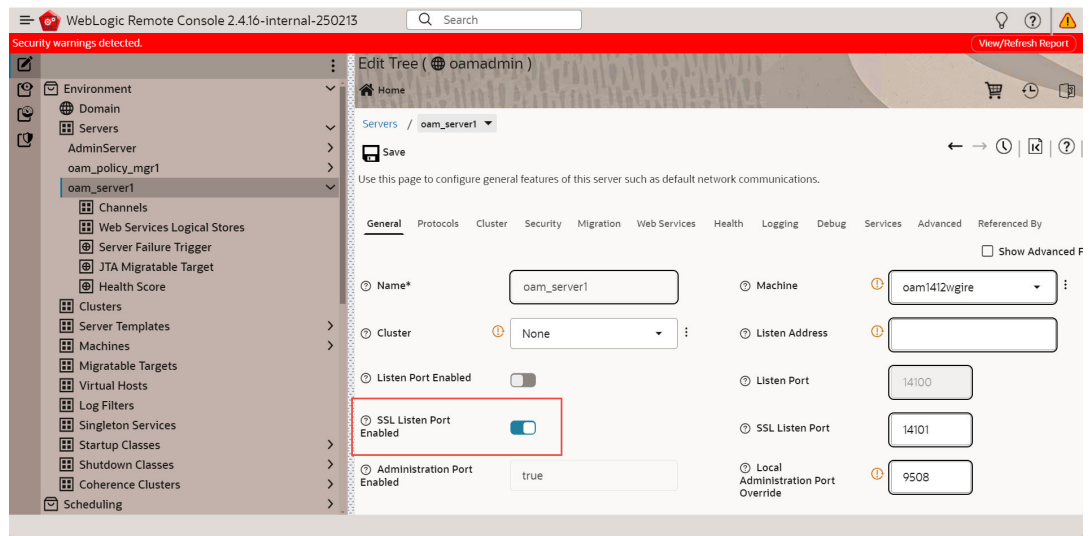 WebLogic Remote Console 2.4.16-internal-250213
Search
Security warnings detected.
View/Refresh Report
Edit Tree ( oamadmin )
Home
Environment
Domain
Servers
AdminServer
oam_policy_mgr1
oam_server1
Channels
Web Services Logical Stores
Server Failure Trigger
JTA Migratable Target
Health Score
Clusters
Server Templates
Machines
Migratable Targets
Virtual Hosts
Log Filters
Singleton Services
Startup Classes
Shutdown Classes
Coherence Clusters
Scheduling
Servers / oam_server1
Save
Use this page to configure general features of this server such as default network communications.
General Protocols Cluster Security Migration Web Services Health Logging Debug Services Advanced Referenced By
Show Advanced F
Name* oam_server1 Machine oam1412wgire
Cluster None Listen Address
Listen Port Enabled Listen Port 14100
SSL Listen Port
Enabled
SSL Listen Port 14101
Administration Port
Enabled
true
Local
Administration Port
Override
9508